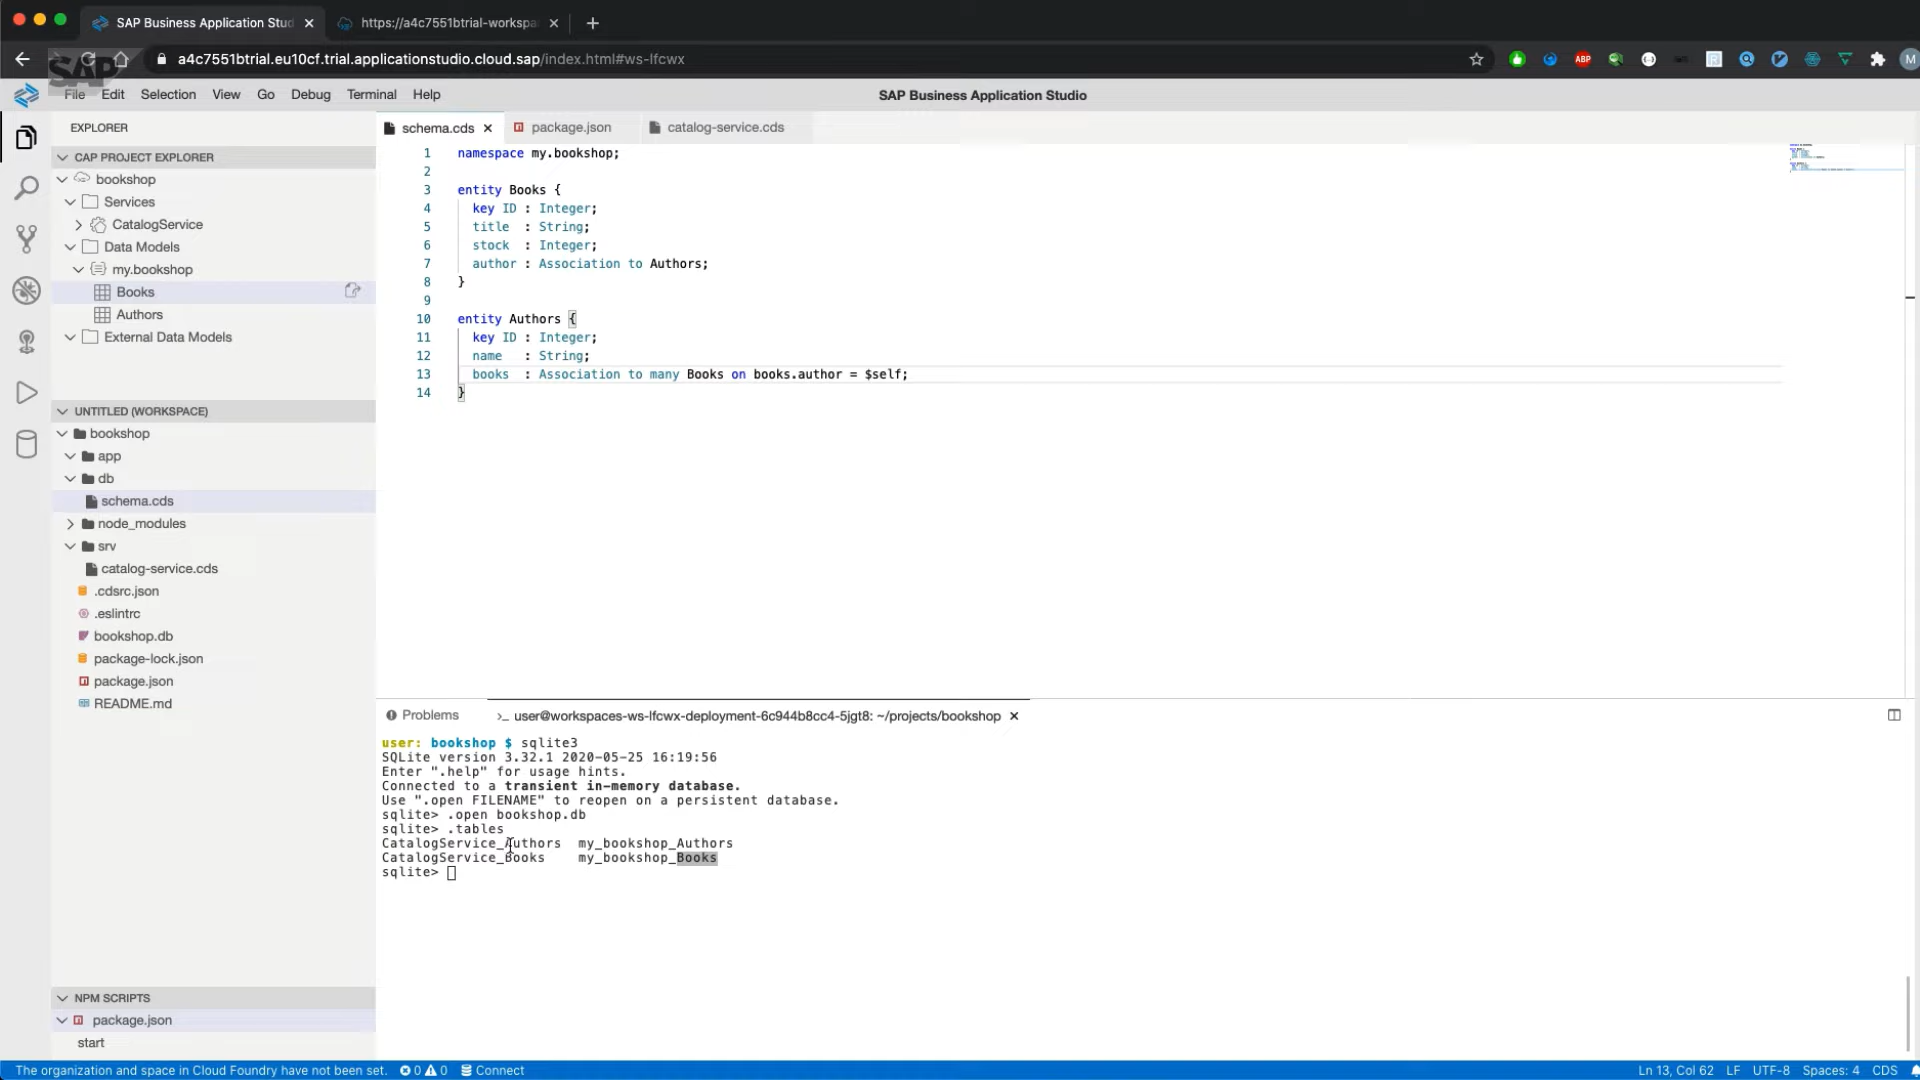 SAP Business Application Stud
https://a4c7551btrial-workspa
a4c7551btrial.eu10cf.trial.applicationstudio.cloud.sap/index.html#ws-lfcwx
ABP
M
SAP
File Edit Selection View Go Debug Terminal Help
SAP Business Application Studio
EXPLORER
CAP PROJECT EXPLORER
bookshop
Services
CatalogService
Data Models
my.bookshop
Books
Authors
External Data Models
UNTITLED (WORKSPACE)
bookshop
app
db
schema.cds
node_modules
srv
catalog-service.cds
.cdsrc.json
.eslintrc
bookshop.db
package-lock.json
package.json
README.md
NPM SCRIPTS
package.json
start
schema.cds package.json catalog-service.cds
1 namespace my.bookshop;
2
3 entity Books {
4 key ID : Integer;
5 title : String;
6 stock : Integer;
7 author : Association to Authors;
8 }
9
10 entity Authors {
11 key ID : Integer;
12 name : String;
13 books : Association to many Books on books.author = $self;
14 }
Problems >_ user@workspaces-ws-lfcwx-deployment-6c944b8cc4-5jgt8: ~/projects/bookshop
user: bookshop $ sqlite3
SQLite version 3.32.1 2020-05-25 16:19:56
Enter ".help" for usage hints.
Connected to a transient in-memory database.
Use ".open FILENAME" to reopen on a persistent database.
sqlite> .open bookshop.db
sqlite> .tables
CatalogService_Authors my_bookshop_Authors
CatalogService_Books my_bookshop_Books
sqlite>
The organization and space in Cloud Foundry have not been set. 0 0 Connect
Ln 13, Col 62 LF UTF-8 Spaces: 4 CDS